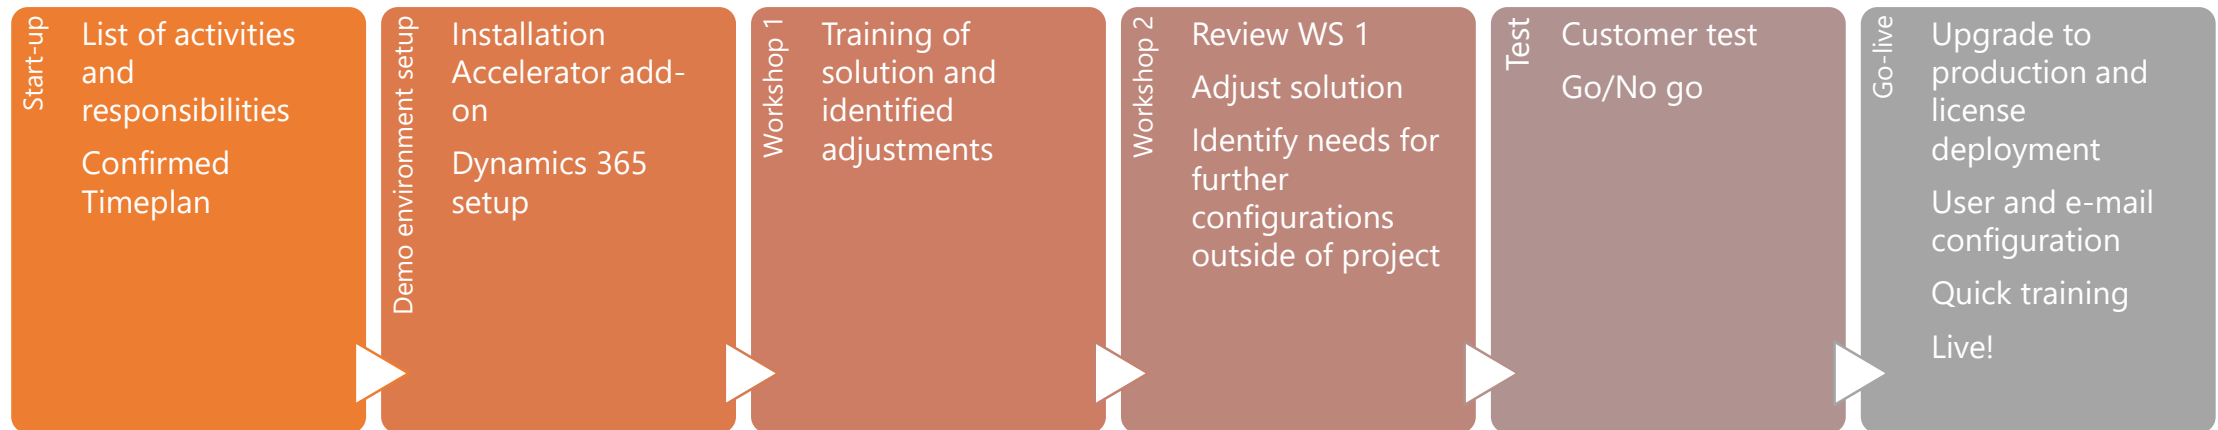 Start-up
List of activities
and
responsibilities
Confirmed
Timeplan
Demo environment setup
Installation
Accelerator add-
on
Dynamics 365
setup
Workshop 1
Training of
solution and
identified
adjustments
Workshop 2
Review WS 1
Adjust solution
Identify needs for
further
configurations
outside of project
Test
Customer test
Go/No go
Go-live
Upgrade to
production and
license
deployment
User and e-mail
configuration
Quick training
Live!